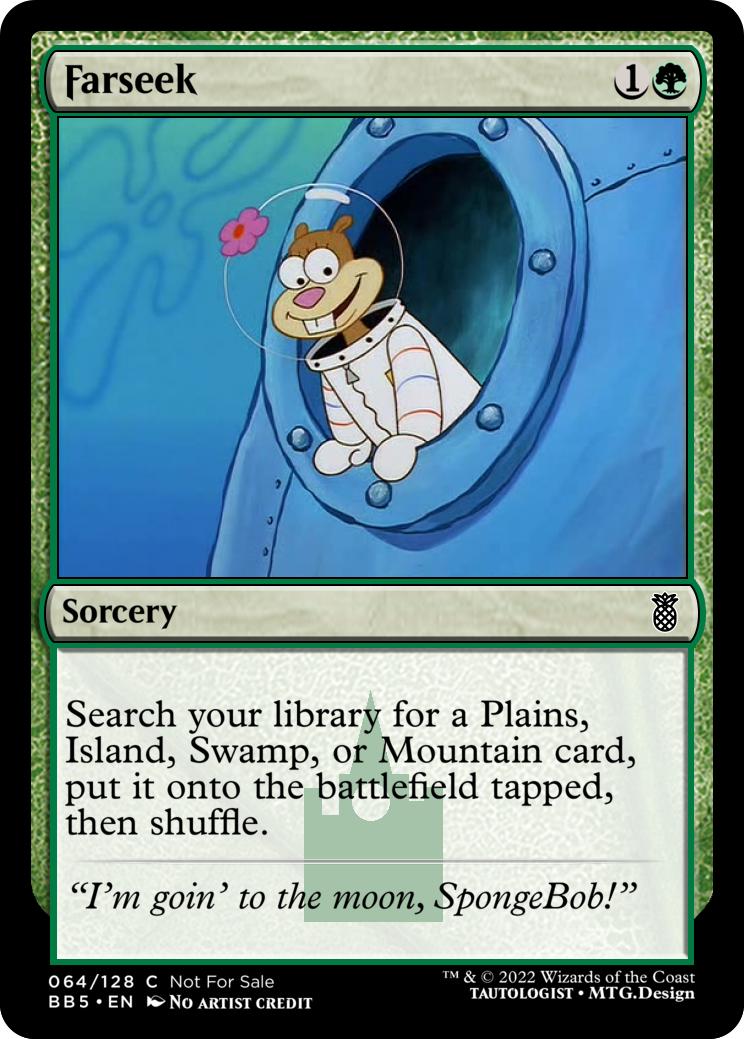 Farseek 1
Sorcery
Search your library for a Plains,
Island, Swamp, or Mountain card,
put it onto the battlefield tapped,
then shuffle.
“I'm goin’ to the moon, SpongeBob!”
064/128 C Not For Sale
BB5 • EN No artist credit
™ & © 2022 Wizards of the Coast
TAUTOLOGIST • MTG.Design